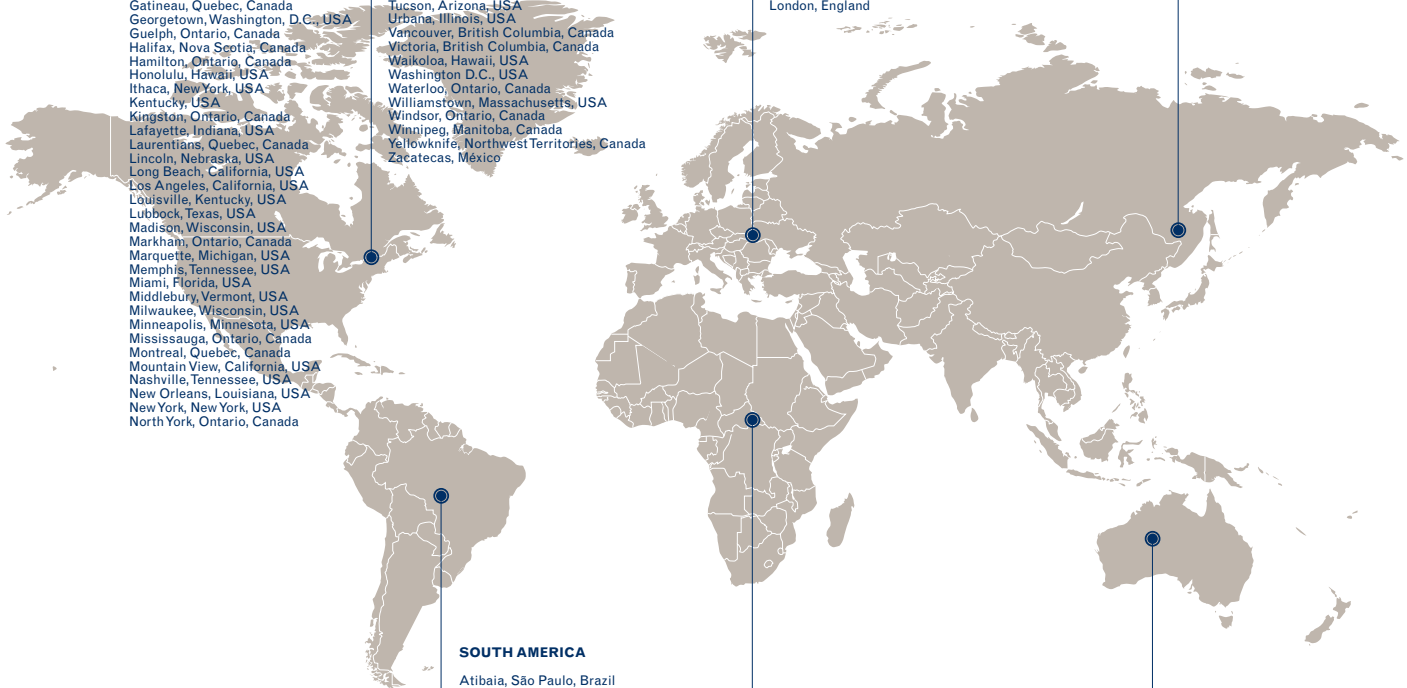 Gatineau, Quebec, Canada
Georgetown, Washington, D.C., USA
Guelph, Ontario, Canada
Halifax, Nova Scotia, Canada
Hamilton, Ontario, Canada
Honolulu, Hawaii, USA
Ithaca, New York, USA
Kentucky, USA
Kingston, Ontario, Canada
Lafayette, Indiana, USA
Laurentians, Quebec, Canada
Lincoln, Nebraska, USA
Long Beach, California, USA
Los Angeles, California, USA
Louisville, Kentucky, USA
Lubbock, Texas, USA
Madison, Wisconsin, USA
Markham, Ontario, Canada
Marquette, Michigan, USA
Memphis, Tennessee, USA
Miami, Florida, USA
Middlebury, Vermont, USA
Milwaukee, Wisconsin, USA
Minneapolis, Minnesota, USA
Mississauga, Ontario, Canada
Montreal, Quebec, Canada
Mountain View, California, USA
Nashville, Tennessee, USA
New Orleans, Louisiana, USA
New York, New York, USA
North York, Ontario, Canada
Tucson, Arizona, USA
Urbana, Illinois, USA
Vancouver, British Columbia, Canada
Victoria, British Columbia, Canada
Waikoloa, Hawaii, USA
Washington D.C., USA
Waterloo, Ontario, Canada
Williamstown, Massachusetts, USA
Windsor, Ontario, Canada
Winnipeg, Manitoba, Canada
Yellowknife, Northwest Territories, Canada
Zacatecas, México
London, England
SOUTH AMERICA
Atibaia, São Paulo, Brazil